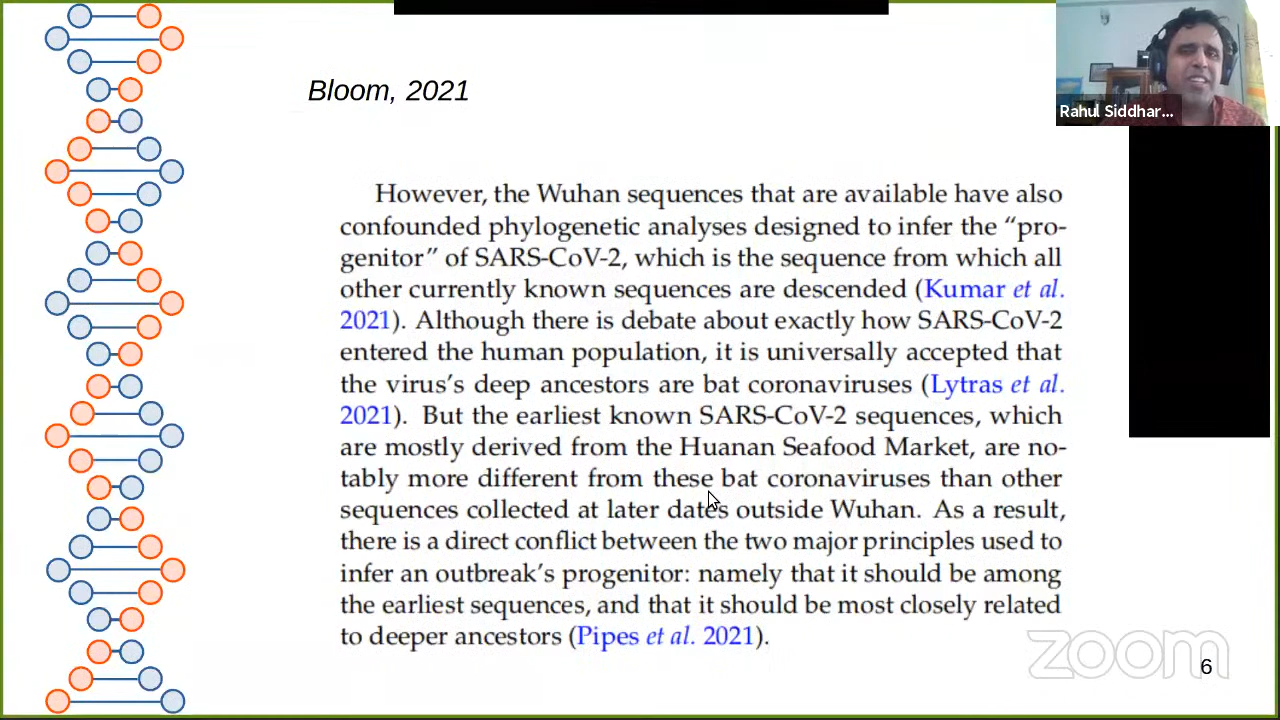 Bloom, 2021
Rahul Siddhar...
However, the Wuhan sequences that are available have also
confounded phylogenetic analyses designed to infer the “pro-
genitor” of SARS-CoV-2, which is the sequence from which all
other currently known sequences are descended (Kumar et al.
2021). Although there is debate about exactly how SARS-CoV-2
entered the human population, it is universally accepted that
the virus’s deep ancestors are bat coronaviruses (Lytras et al.
2021). But the earliest known SARS-CoV-2 sequences, which
are mostly derived from the Huanan Seafood Market, are no-
tably more different from these bat coronaviruses than other
sequences collected at later dates outside Wuhan. As a result,
there is a direct conflict between the two major principles used to
infer an outbreak’s progenitor: namely that it should be among
the earliest sequences, and that it should be most closely related
to deeper ancestors (Pipes et al. 2021).
zoom
6